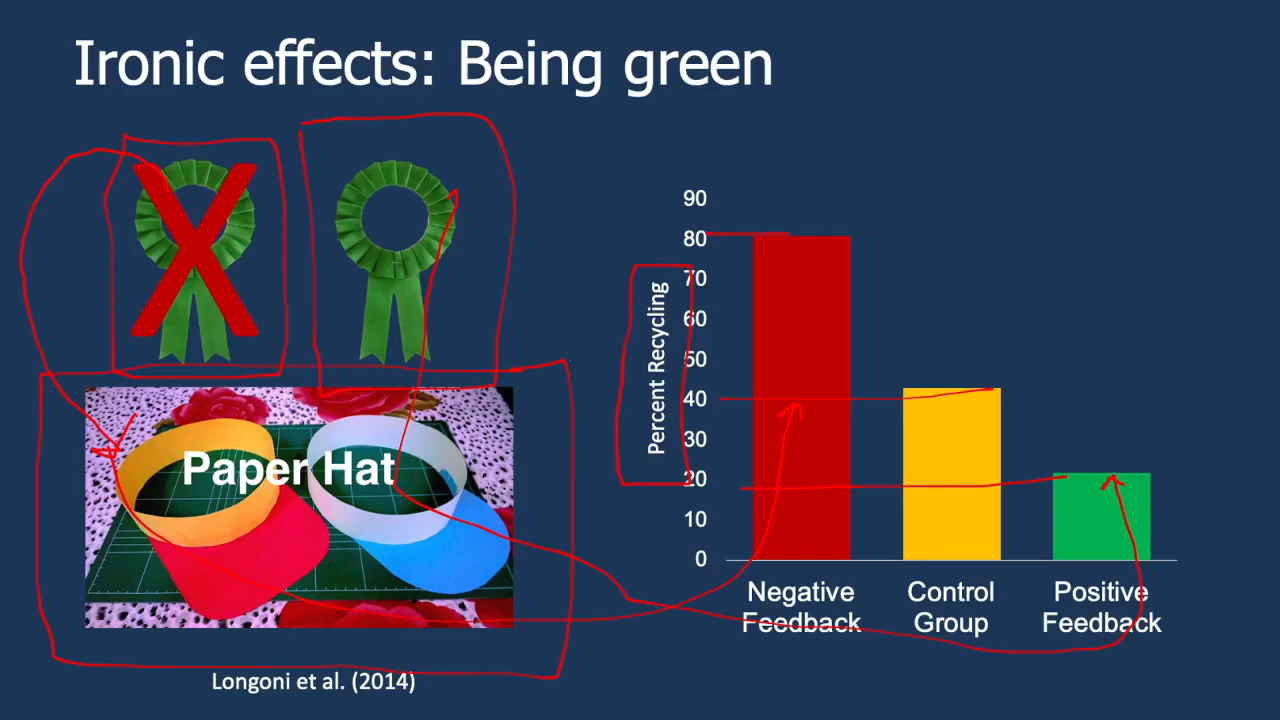 Ironic effects: Being green
Paper Hat
Longoni et al. (2014)
Percent Recycling
90
80
70
60
50
40
30
20
10
0
Negative Feedback
Control Group
Positive Feedback